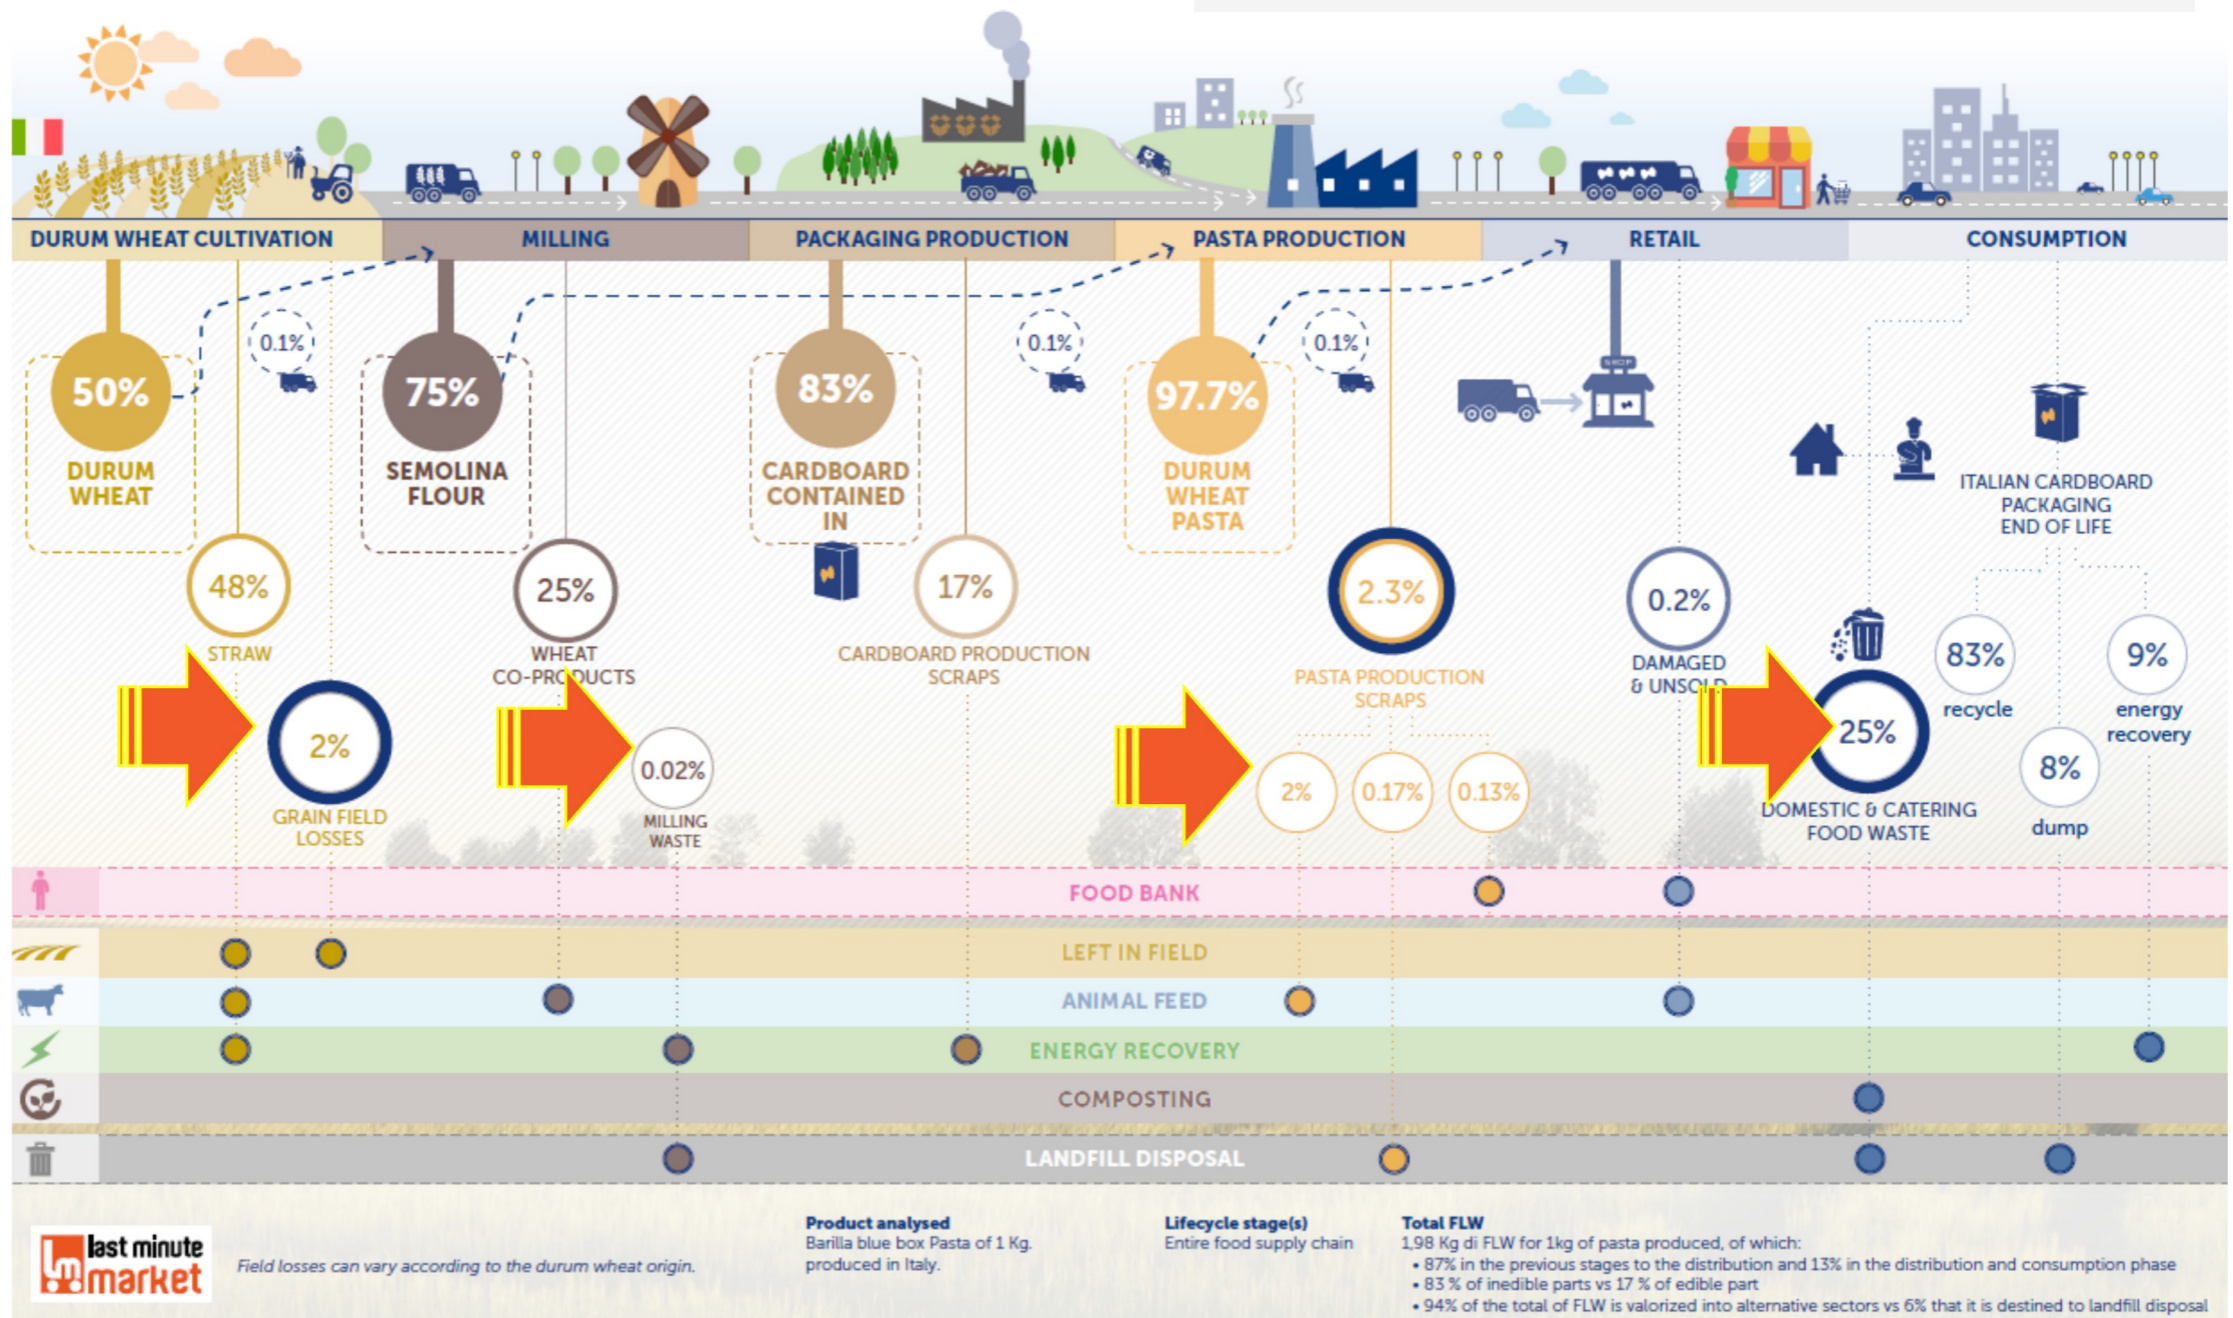 DURUM WHEAT CULTIVATION
MILLING
PACKAGING PRODUCTION
PASTA PRODUCTION
RETAIL
CONSUMPTION
0.1%
0.1%
0.1%
50%
DURUM
WHEAT
75%
SEMOLINA
FLOUR
83%
CARDBOARD
CONTAINED
IN
97.7%
DURUM
WHEAT
PASTA
SHOP
ITALIAN CARDBOARD
PACKAGING
END OF LIFE
48%
STRAW
2%
GRAIN FIELD
LOSSES
25%
WHEAT
CO-PRODUCTS
0.02%
MILLING
WASTE
17%
CARDBOARD PRODUCTION
SCRAPS
2.3%
PASTA PRODUCTION
SCRAPS
2%
0.17%
0.13%
0.2%
DAMAGED
& UNSOLD
25%
DOMESTIC & CATERING
FOOD WASTE
83%
recycle
8%
dump
9%
energy
recovery
FOOD BANK
LEFT IN FIELD
ANIMAL FEED
ENERGY RECOVERY
COMPOSTING
LANDFILL DISPOSAL
last minute
market
Field losses can vary according to the durum wheat origin.
Product analysed
Barilla blue box Pasta of 1 Kg.
produced in Italy.
Lifecycle stage(s)
Entire food supply chain
Total FLW
1,98 Kg di FLW for 1kg of pasta produced, of which:
• 87% in the previous stages to the distribution and 13% in the distribution and consumption phase
• 83 % of inedible parts vs 17 % of edible part
• 94% of the total of FLW is valorized into alternative sectors vs 6% that it is destined to landfill disposal